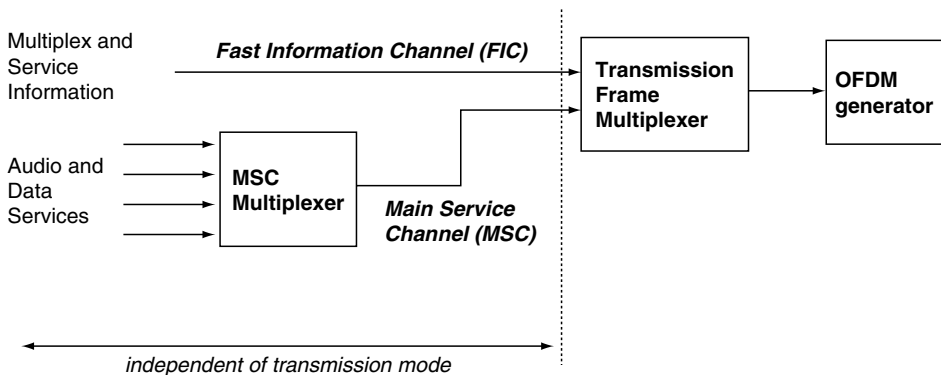 Multiplex and
Service
Information
Fast Information Channel (FIC)
Transmission
Frame
Multiplexer
OFDM
generator
Audio and
Data
Services
MSC
Multiplexer
Main Service
Channel (MSC)
independent of transmission mode